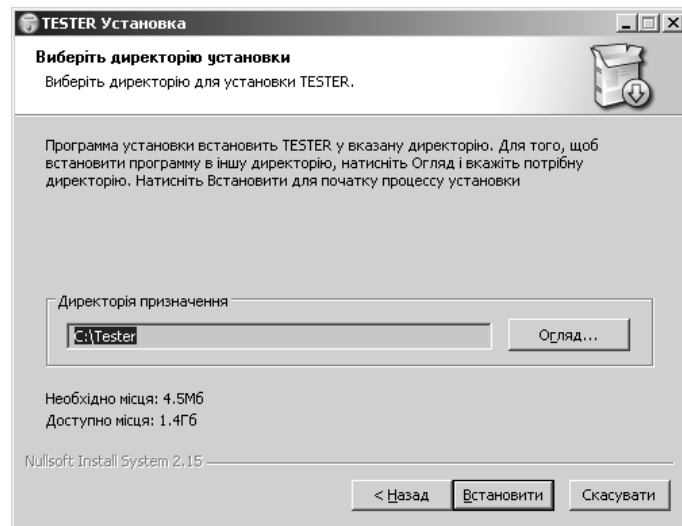 TESTER Установка
Виберіть директорію установки
Виберіть директорію для установки TESTER.
Программа установки встановить TESTER у вказану директорію. Для того, щоб
встановити программу в іншу директорію, натисніть Огляд і вкажіть потрібну
директорію. Натисніть Встановити для початку процессу установки
Директорія призначення
C:\Tester
Огляд...
Необхідно місця: 4.5Мб
Доступно місця: 1.4Гб
Nullsoft Install System 2.15
< Назад
Встановити
Скасувати